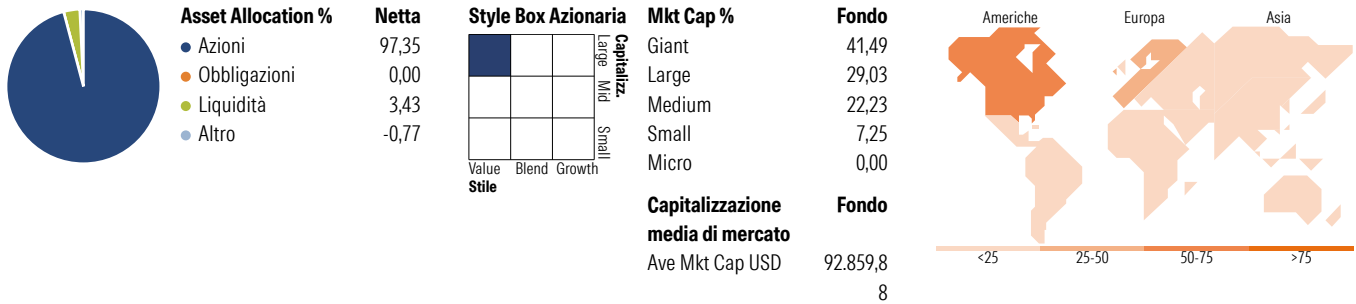 Asset Allocation % Netta
Azioni 97,35
Obbligazioni 0,00
Liquidità 3,43
Altro -0,77
Style Box Azionaria
Capitalizz.
Large Mid Small
Value Blend Growth
Stile
Mkt Cap % Fondo
Giant 41,49
Large 29,03
Medium 22,23
Small 7,25
Micro 0,00
Capitalizzazione Fondo
media di mercato
Ave Mkt Cap USD 92.859,8
8
Americhe Europa Asia
<25 25-50 50-75 >75